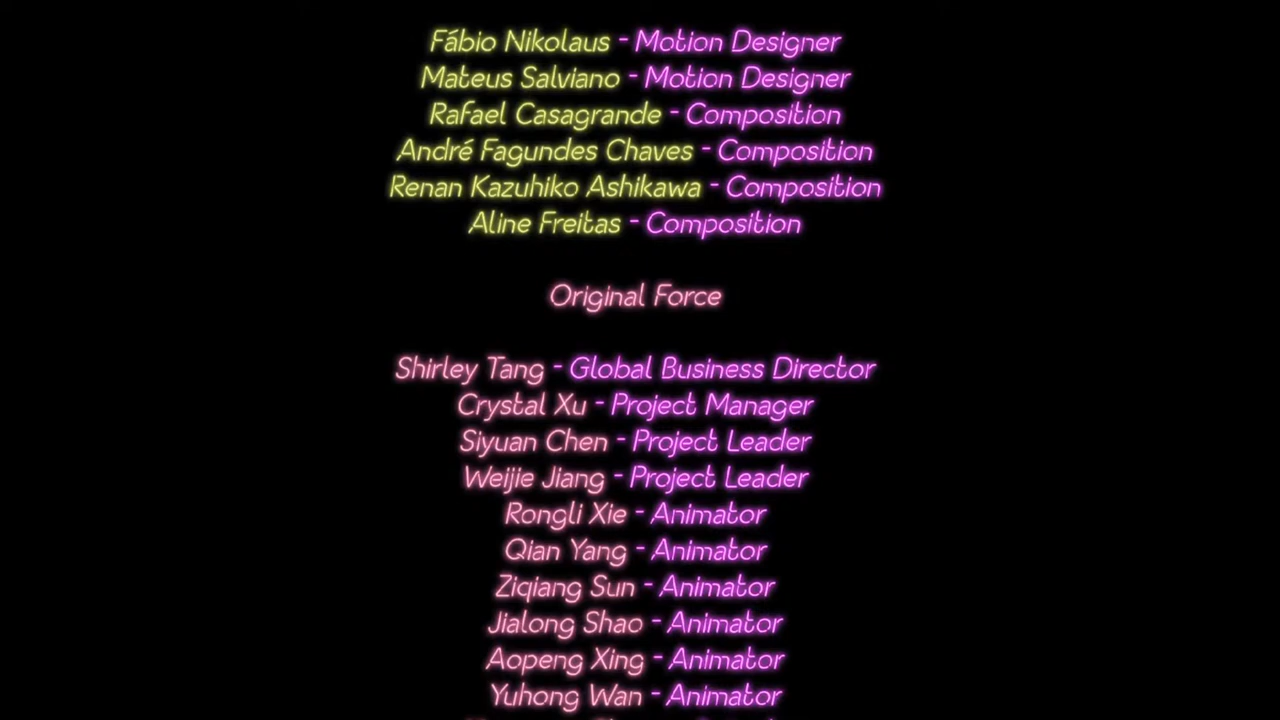 Fábio Nikolaus - Motion Designer
Mateus Salviano - Motion Designer
Rafael Casagrande - Composition
André Fagundes Chaves - Composition
Renan Kazuhiko Ashikawa - Composition
Aline Freitas - Composition
Original Force
Shirley Tang - Global Business Director
Crystal Xu - Project Manager
Siyuan Chen - Project Leader
Weijie Jiang - Project Leader
Rongli Xie - Animator
Qian Yang - Animator
Ziqiang Sun - Animator
Jialong Shao - Animator
Aopeng Xing - Animator
Yuhong Wan - Animator